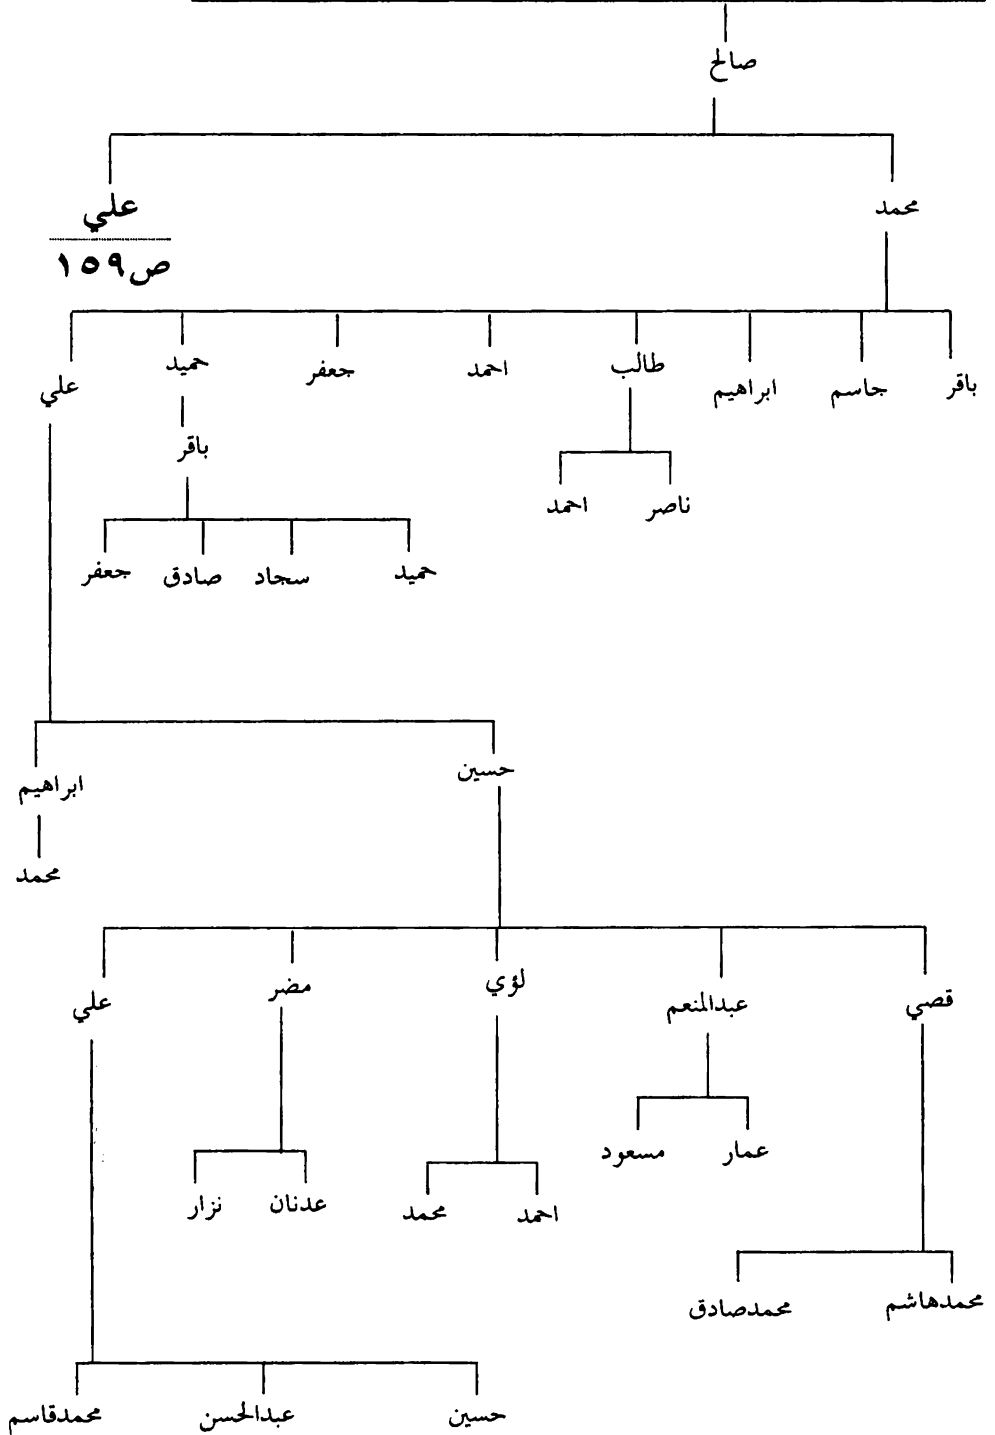 صالح
محمد
علي
ص١٥٩
باقر جاسم ابراهيم طالب احمد جعفر حميد علي
باقر
ناصر احمد
حميد سجاد صادق جعفر
حسين ابراهيم
محمد
قصي عبدالمنعم لؤي مضر علي
عمار مسعود
احمد محمد
عدنان نزار
محمدهاشم محمدصادق
حسين عبدالحسن محمدقاسم